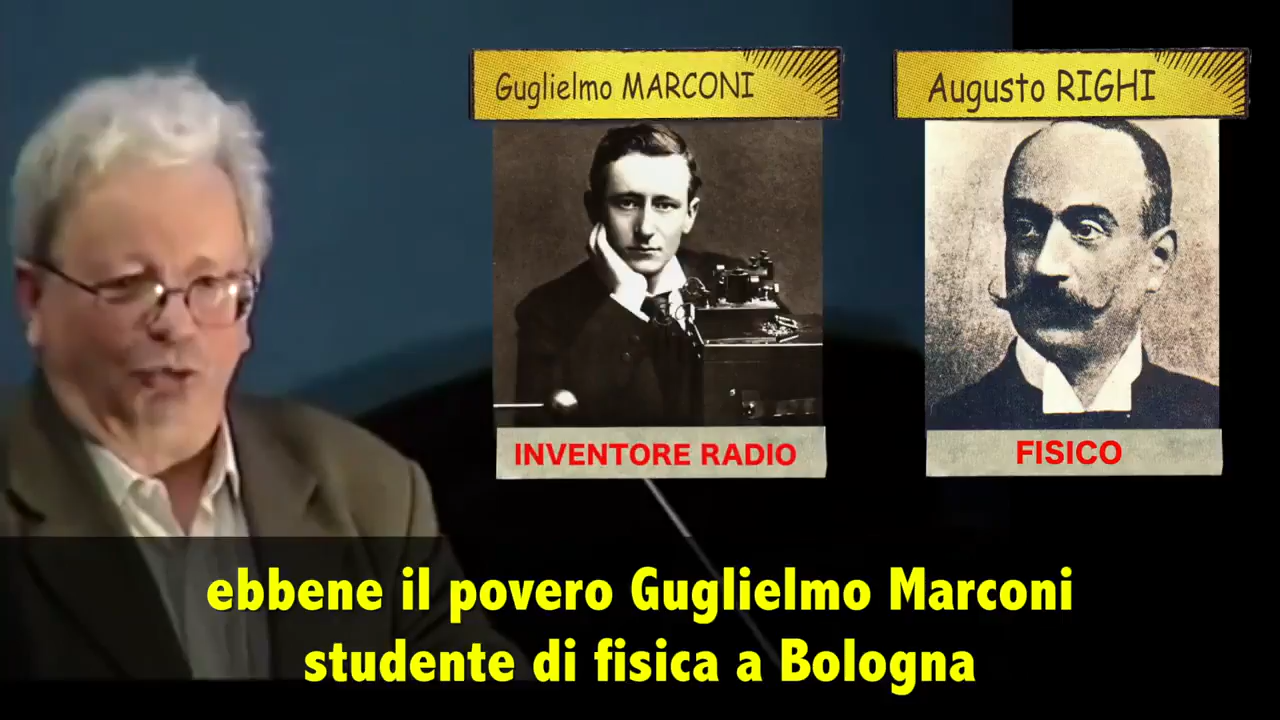 Guglielmo MARCONI
Augusto RIGHI
INVENTORE RADIO
FISICO
ebbene il povero Guglielmo Marconi
studente di fisica a Bologna